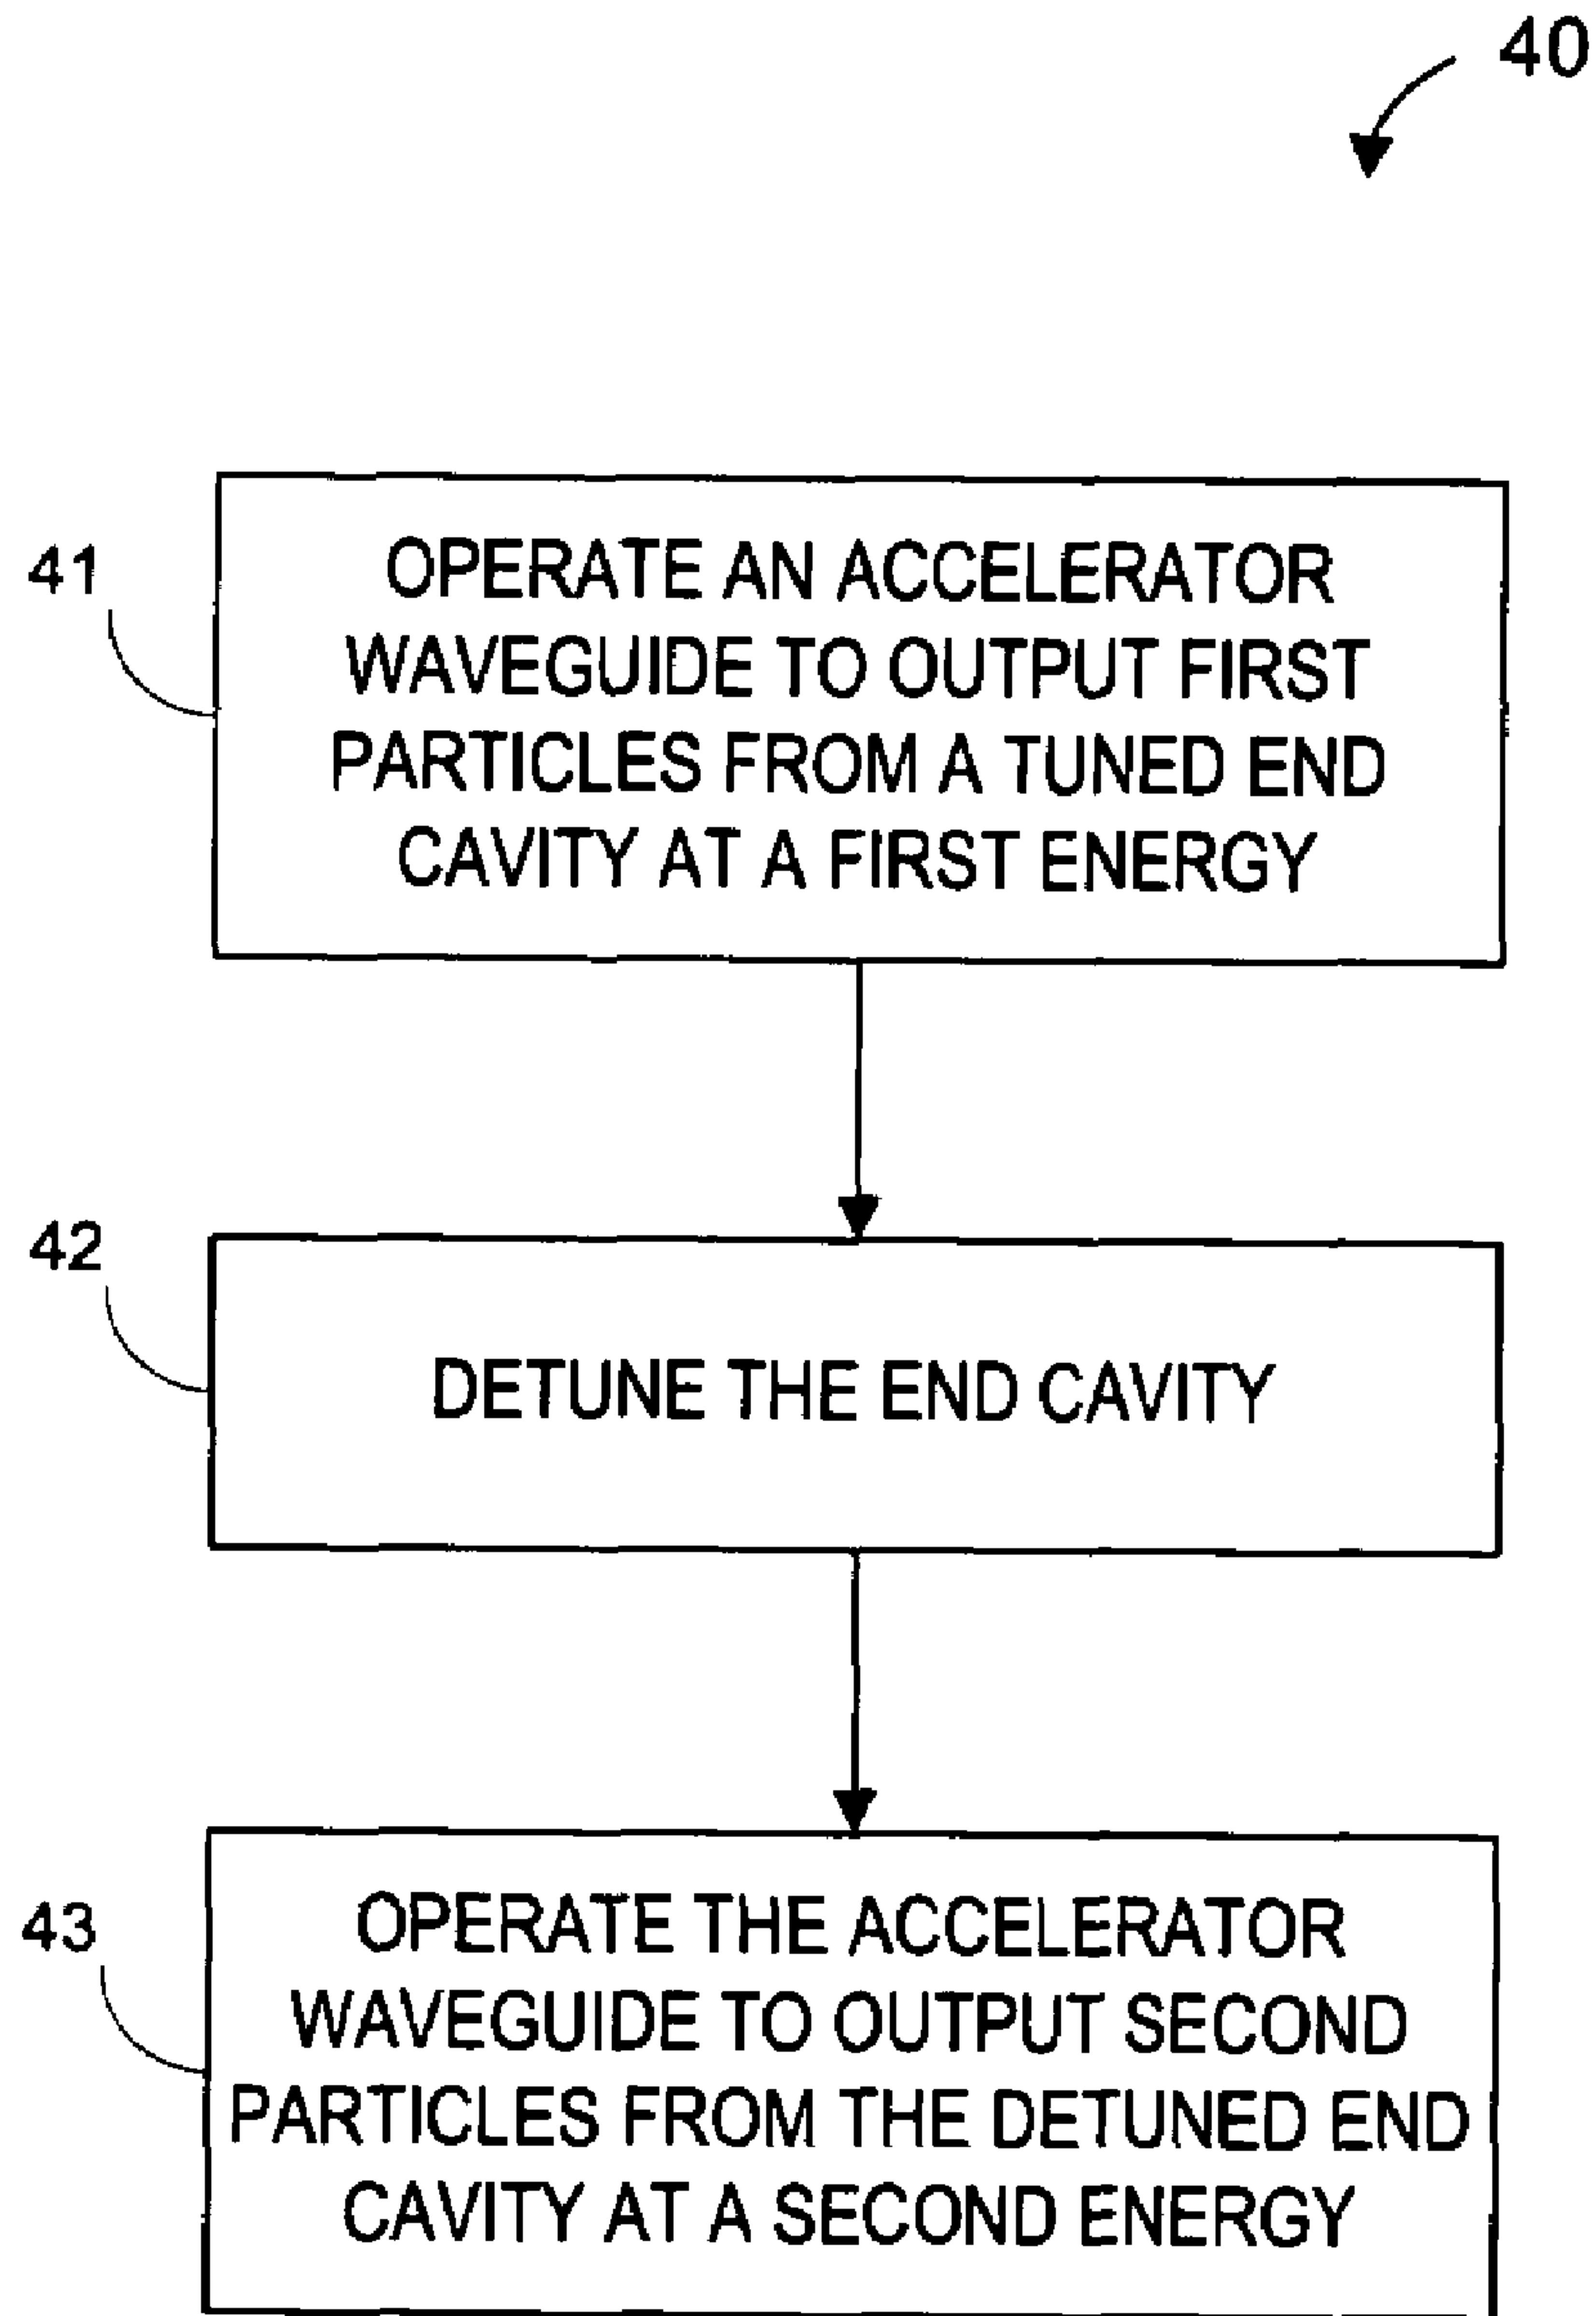 40
41
OPERATE AN ACCELERATOR
WAVEGUIDE TO OUTPUT FIRST
PARTICLES FROM A TUNED END
CAVITY AT A FIRST ENERGY
42
DETUNE THE END CAVITY
43
OPERATE THE ACCELERATOR
WAVEGUIDE TO OUTPUT SECOND
PARTICLES FROM THE DETUNED END
CAVITY AT A SECOND ENERGY